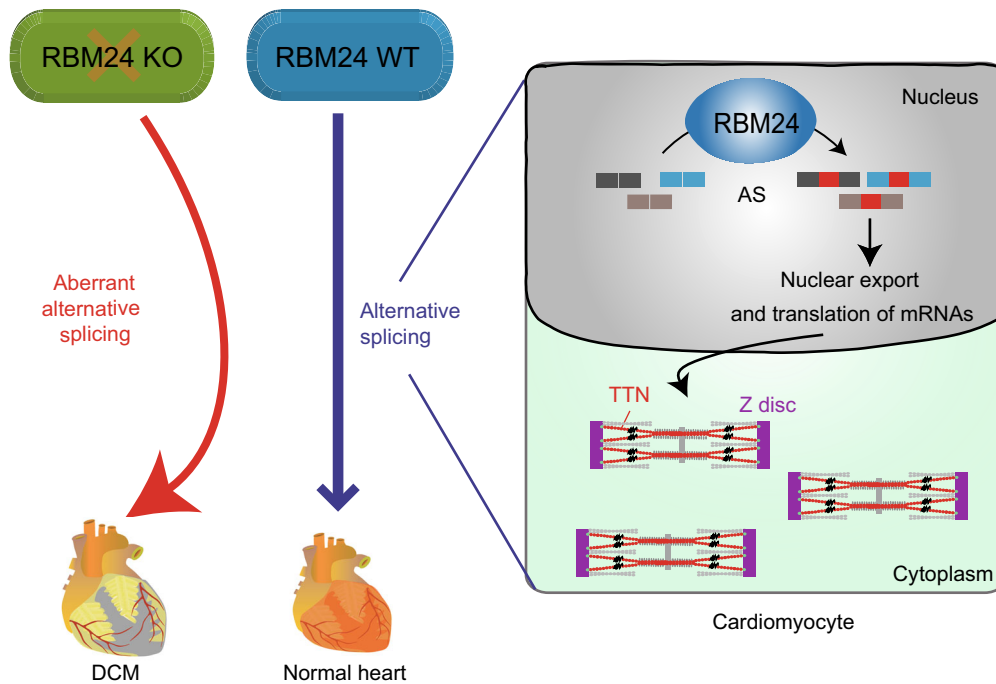 RBM24 KO
RBM24 WT
Aberrant
alternative
splicing
Alternative
splicing
DCM
Normal heart
Nucleus
RBM24
AS
Nuclear export
and translation of mRNAs
TTN
Z disc
Cytoplasm
Cardiomyocyte